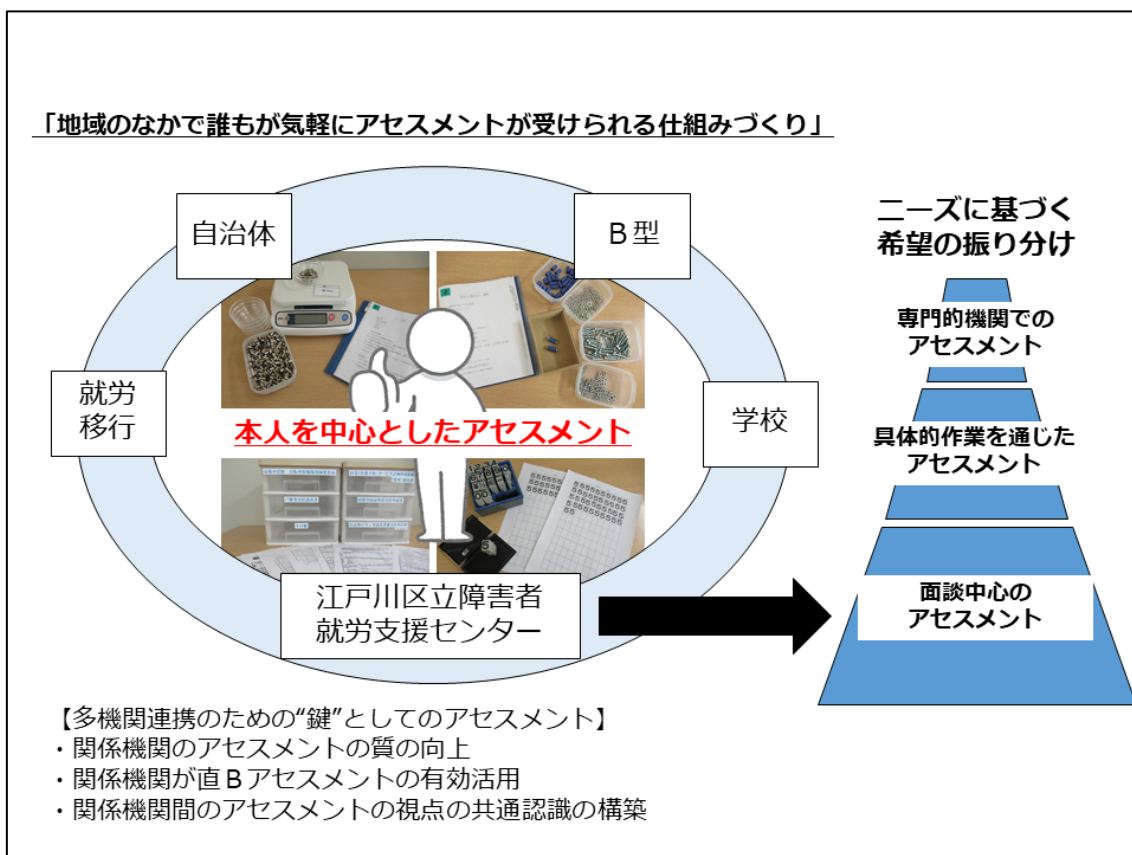 「地域のなかで誰もが気軽にアセスメントが受けられる仕組みづくり」
自治体
B型
就労
移行
学校
本人を中心としたアセスメント
江戸川区立障害者
就労支援センター
ニーズに基づく
希望の振り分け
専門的機関での
アセスメント
具体的作業を通じた
アセスメント
面談中心の
アセスメント
【多機関連携のための“鍵”としてのアセスメント】
・関係機関のアセスメントの質の向上
・関係機関が直Bアセスメントの有効活用
・関係機関間のアセスメントの視点の共通認識の構築